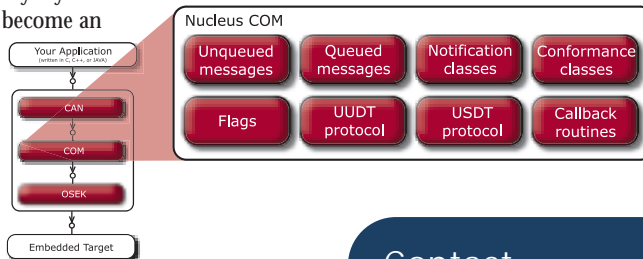 become an
Your Application
(written in C, C++, or JAVA)
CAN
COM
OSEK
Embedded Target
Nucleus COM
Unqueued
messages
Queued
messages
Notification
classes
Conformance
classes
Flags
UUDT
protocol
USDT
protocol
Callback
routines